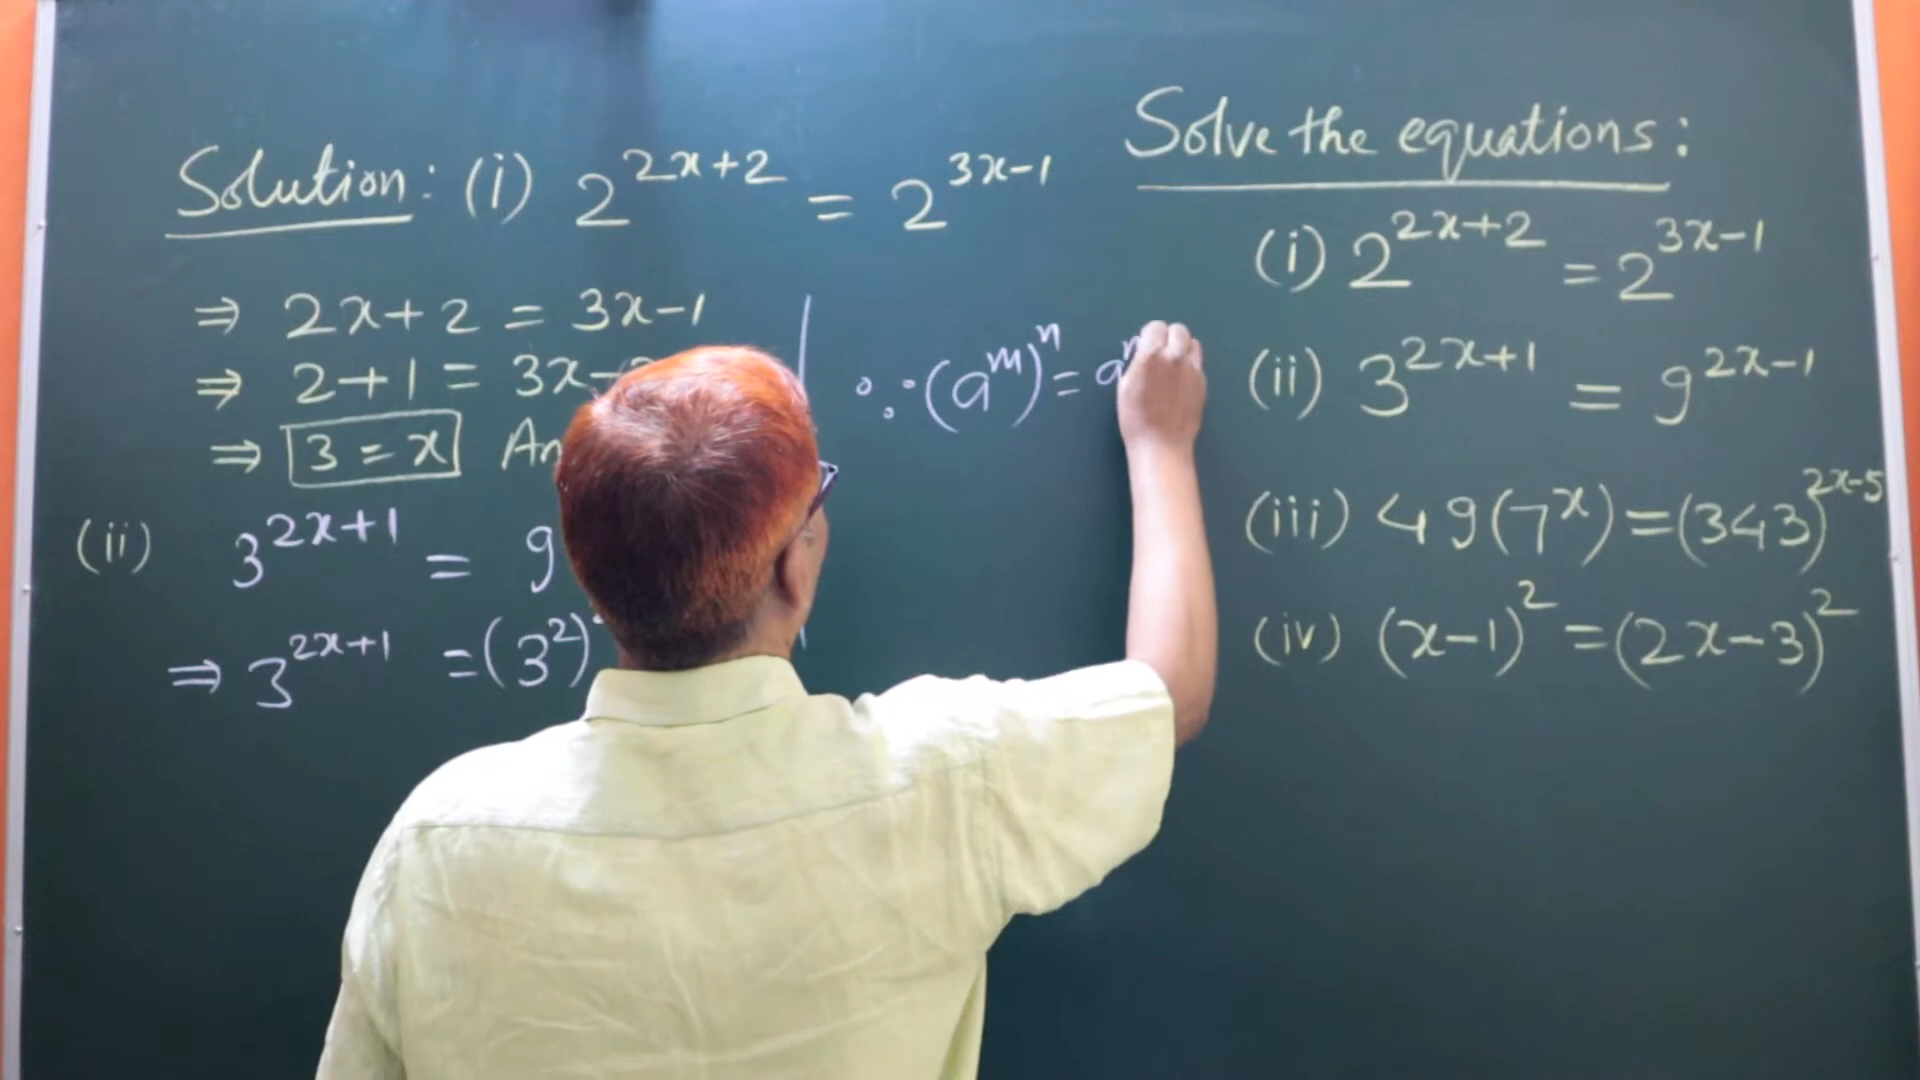 Solution: (i) 2^{2x+2} = 2^{3x-1}
⇒ 2x+2 = 3x-1
⇒ 2+1 = 3x-
⇒ 3 = x
(ii) 3^{2x+1} = 9
⇒ 3^{2x+1} = (3^2)
∵ (a^m)^n = a
Solve the equations:
(i) 2^{2x+2} = 2^{3x-1}
(ii) 3^{2x+1} = 9^{2x-1}
(iii) 49(7^x) = (343)^{2x-5}
(iv) (x-1)^2 = (2x-3)^2